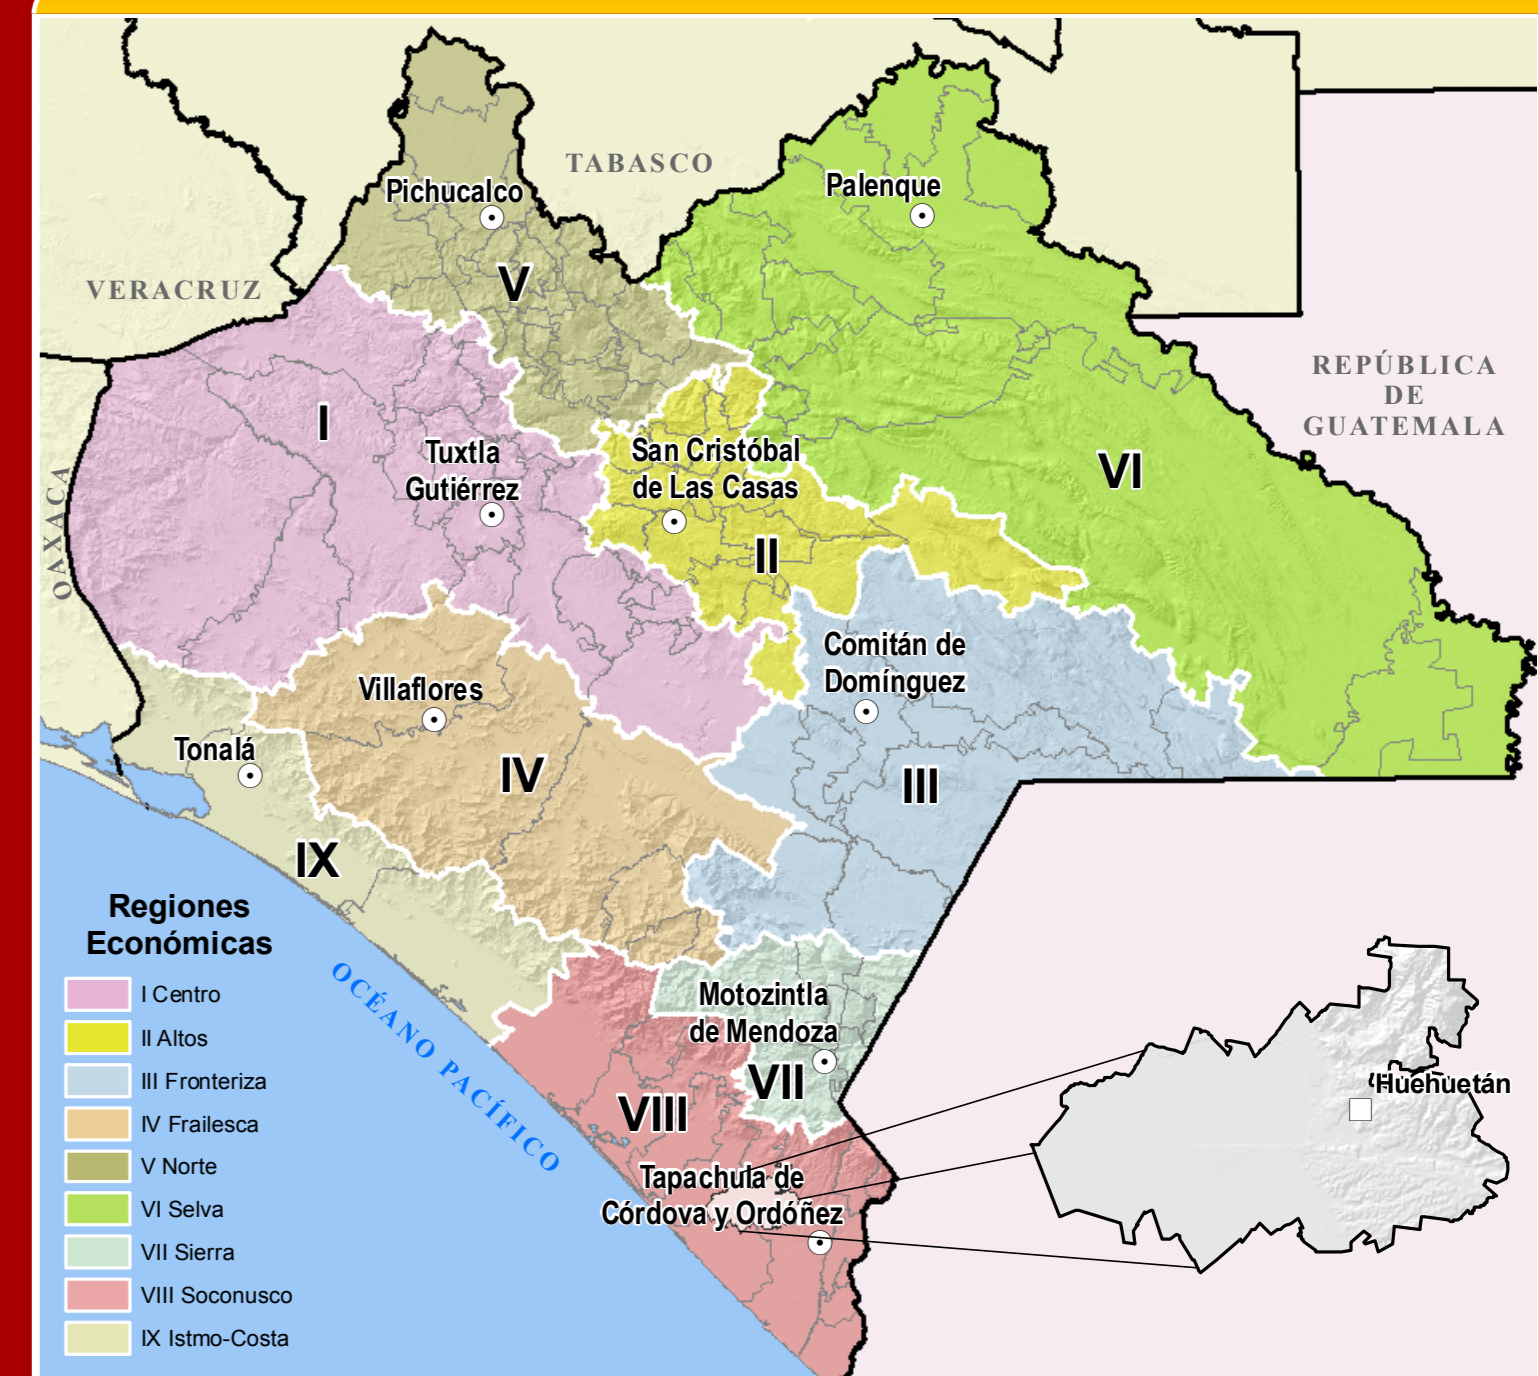 TABASCO
Pichucalco
Palenque
V
VERACRUZ
REPÚBLICA
DE
GUATEMALA
I
Tuxtla
Gutiérrez
San Cristóbal
de Las Casas
VI
OAXACA
II
Comitán de
Domínguez
Villaflores
Tonalá
IV
III
IX
Regiones
Económicas
I Centro
II Altos
III Fronteriza
IV Frailesca
V Norte
VI Selva
VII Sierra
VIII Soconusco
IX Istmo-Costa
OCÉANO PACÍFICO
Motozintla
de Mendoza
VII
VIII
Tapachula de
Córdova y Ordóñez
Huehuetán